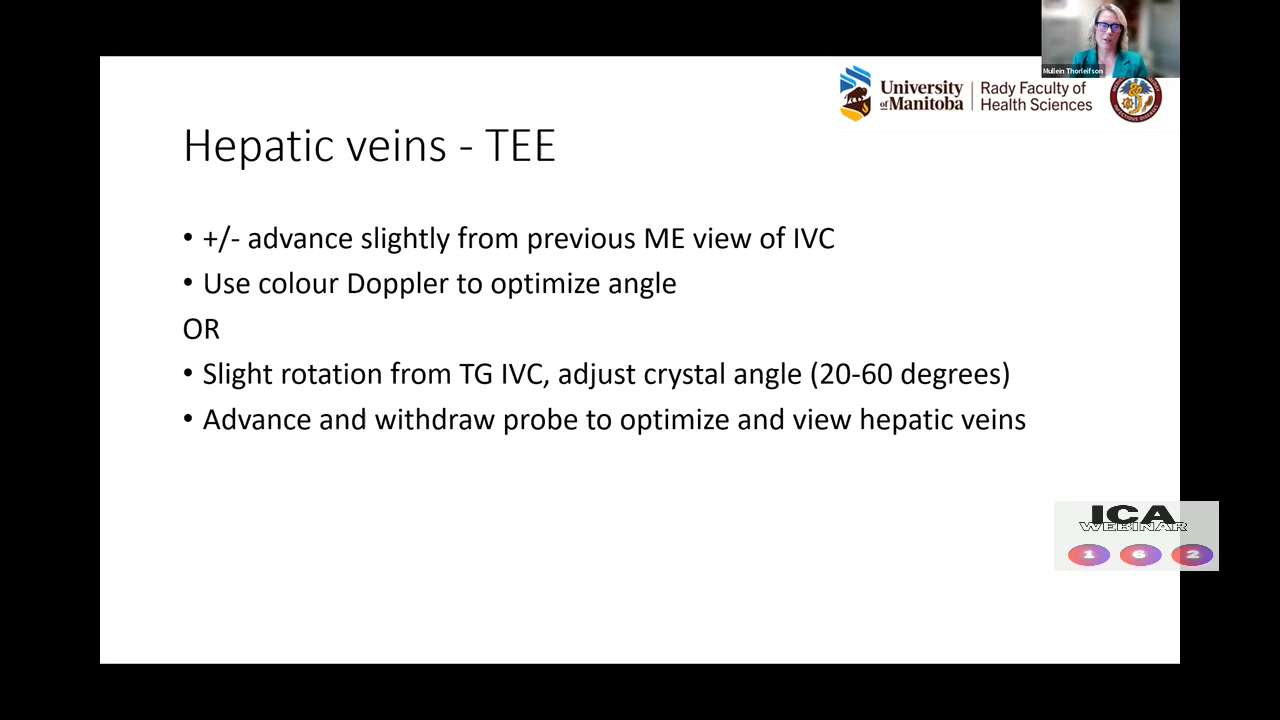 Mullein Thorleifson
University
of Manitoba
Rady Faculty of
Health Sciences
Hepatic veins - TEE
• +/- advance slightly from previous ME view of IVC
• Use colour Doppler to optimize angle
OR
• Slight rotation from TG IVC, adjust crystal angle (20-60 degrees)
• Advance and withdraw probe to optimize and view hepatic veins
ICA
WEBINAR
1 6 2